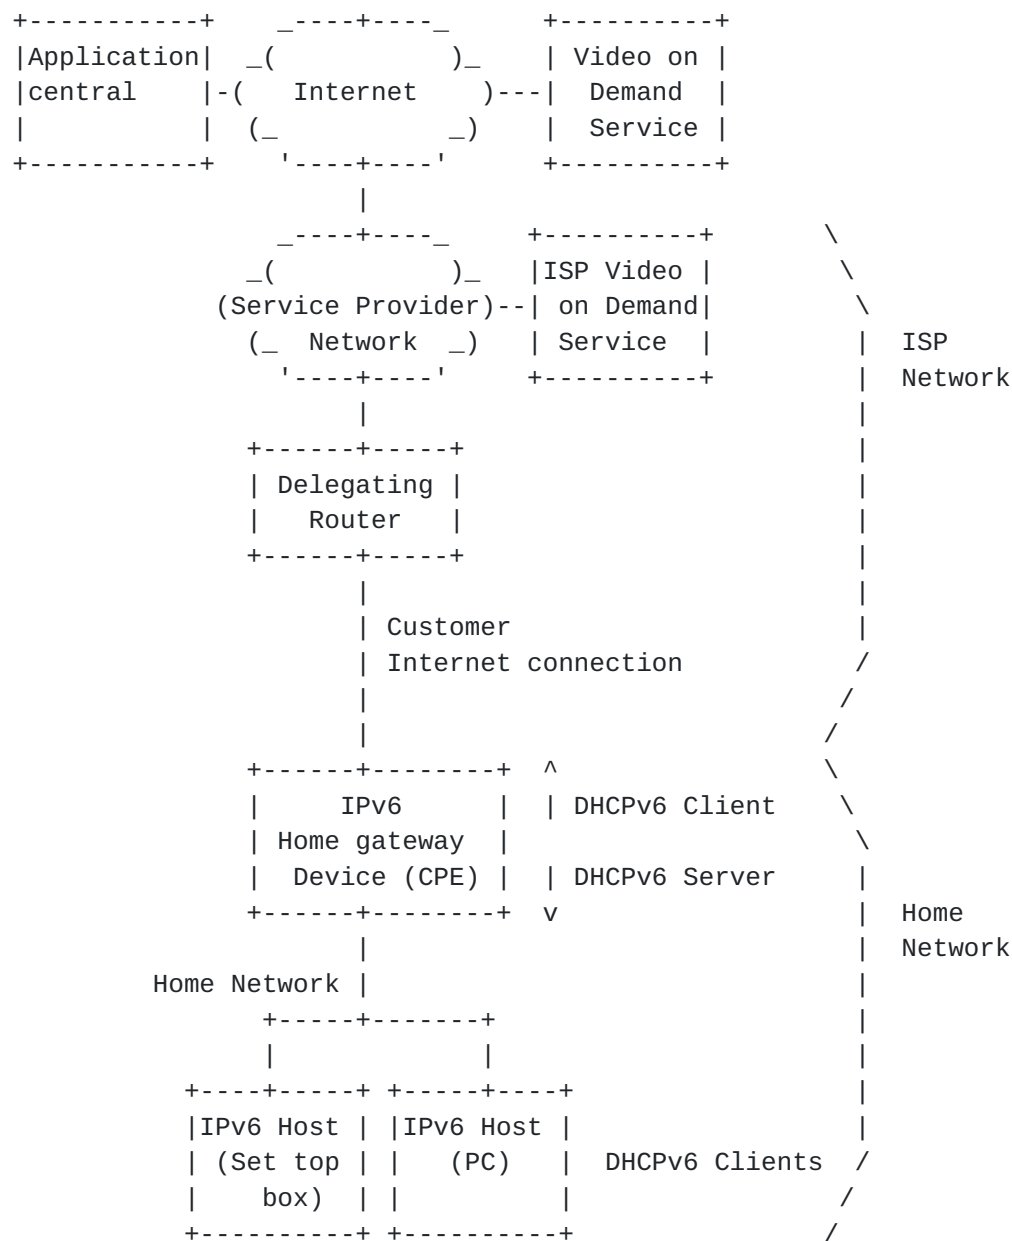 Application
central
Internet
Video on
Demand
Service
ISP Video
(Service Provider)
on Demand
Network
Service
ISP
Network
Delegating
Router
Customer
Internet connection
IPv6
DHCPv6 Client
Home gateway
Device (CPE)
DHCPv6 Server
Home
Network
Home Network
IPv6 Host
IPv6 Host
(Set top
(PC)
DHCPv6 Clients
box)